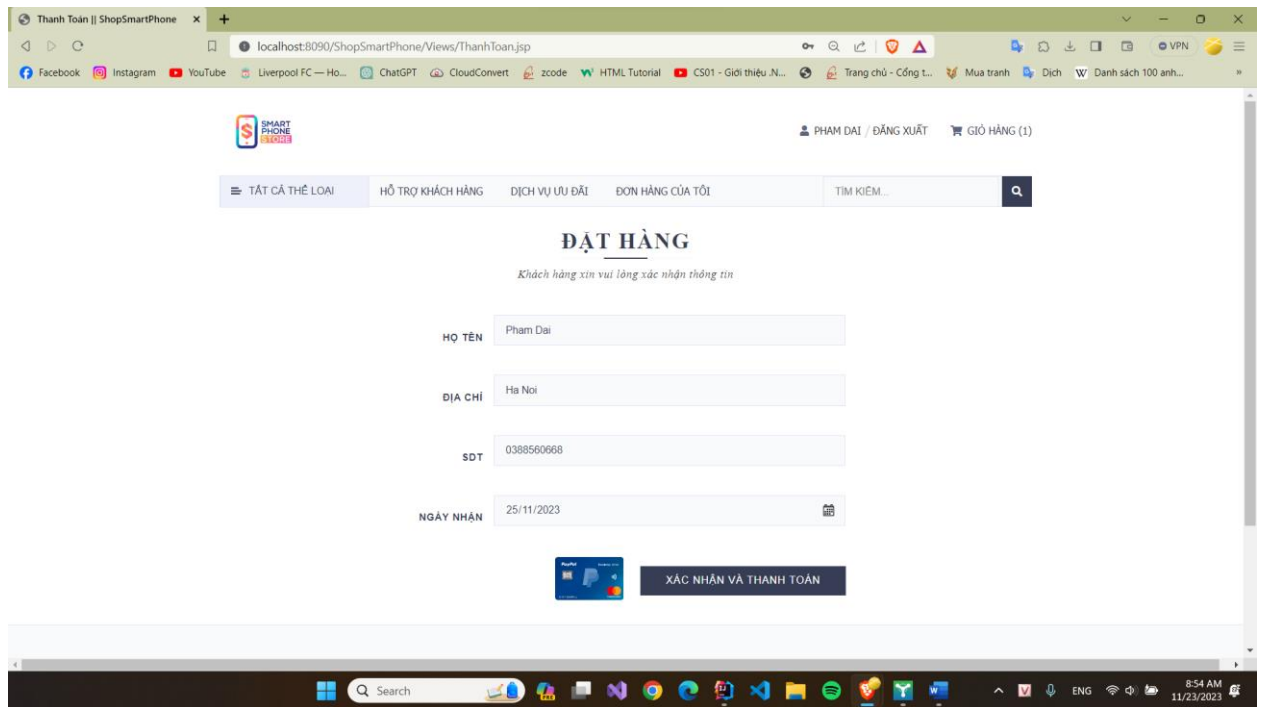 Thanh Toán || ShopSmartPhone
localhost:8090/ShopSmartPhone/Views/ThanhToan.jsp
VPN
Facebook Instagram YouTube Liverpool FC — Ho... ChatGPT CloudConvert zcode HTML Tutorial CS01 - Giới thiệu .N... Trang chủ - Cổng t... Mua tranh Dịch Danh sách 100 anh... »
SMART
PHONE
STORE
PHAM DAI / ĐĂNG XUẤT GIỎ HÀNG (1)
TẤT CẢ THỂ LOẠI HỖ TRỢ KHÁCH HÀNG DỊCH VỤ ƯU ĐÃI ĐƠN HÀNG CỦA TÔI TÌM KIẾM...
ĐẶT HÀNG
Khách hàng xin vui lòng xác nhận thông tin
HỌ TÊN Pham Dai
ĐỊA CHỈ Ha Noi
SDT 0388560668
NGÀY NHẬN 25/11/2023
PayPal
XÁC NHẬN VÀ THANH TOÁN
Search
ENG
8:54 AM
11/23/2023